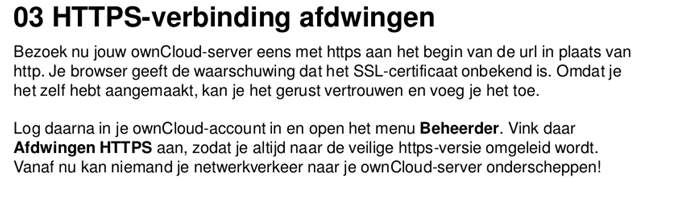 03 HTTPS-verbinding afdwingen
Bezoek nu jouw ownCloud-server eens met https aan het begin van de url in plaats van
http. Je browser geeft de waarschuwing dat het SSL-certificaat onbekend is. Omdat je
het zelf hebt aangemaakt, kan je het gerust vertrouwen en voeg je het toe.
Log daarna in je ownCloud-account in en open het menu Beheerder. Vink daar
Afdwingen HTTPS aan, zodat je altijd naar de veilige https-versie omgeleid wordt.
Vanaf nu kan niemand je netwerkverkeer naar je ownCloud-server onderscheppen!